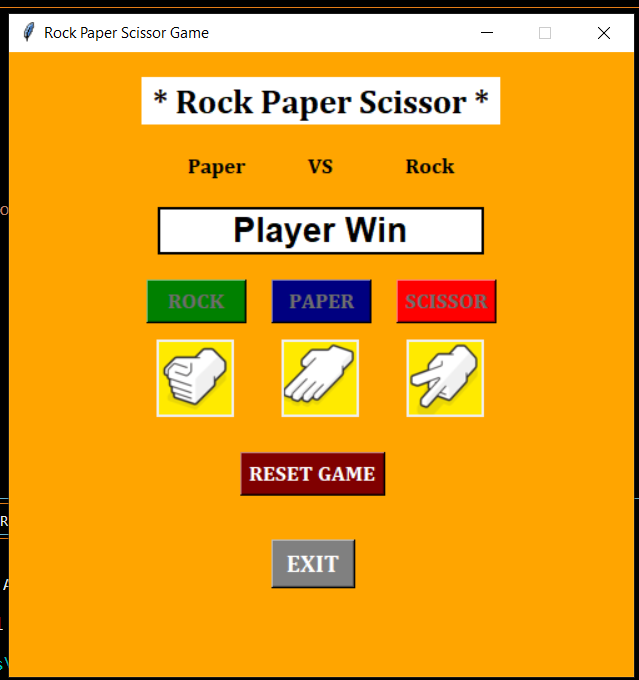 Rock Paper Scissor Game
* Rock Paper Scissor *
Paper VS Rock
Player Win
ROCK PAPER SCISSOR
RESET GAME
EXIT